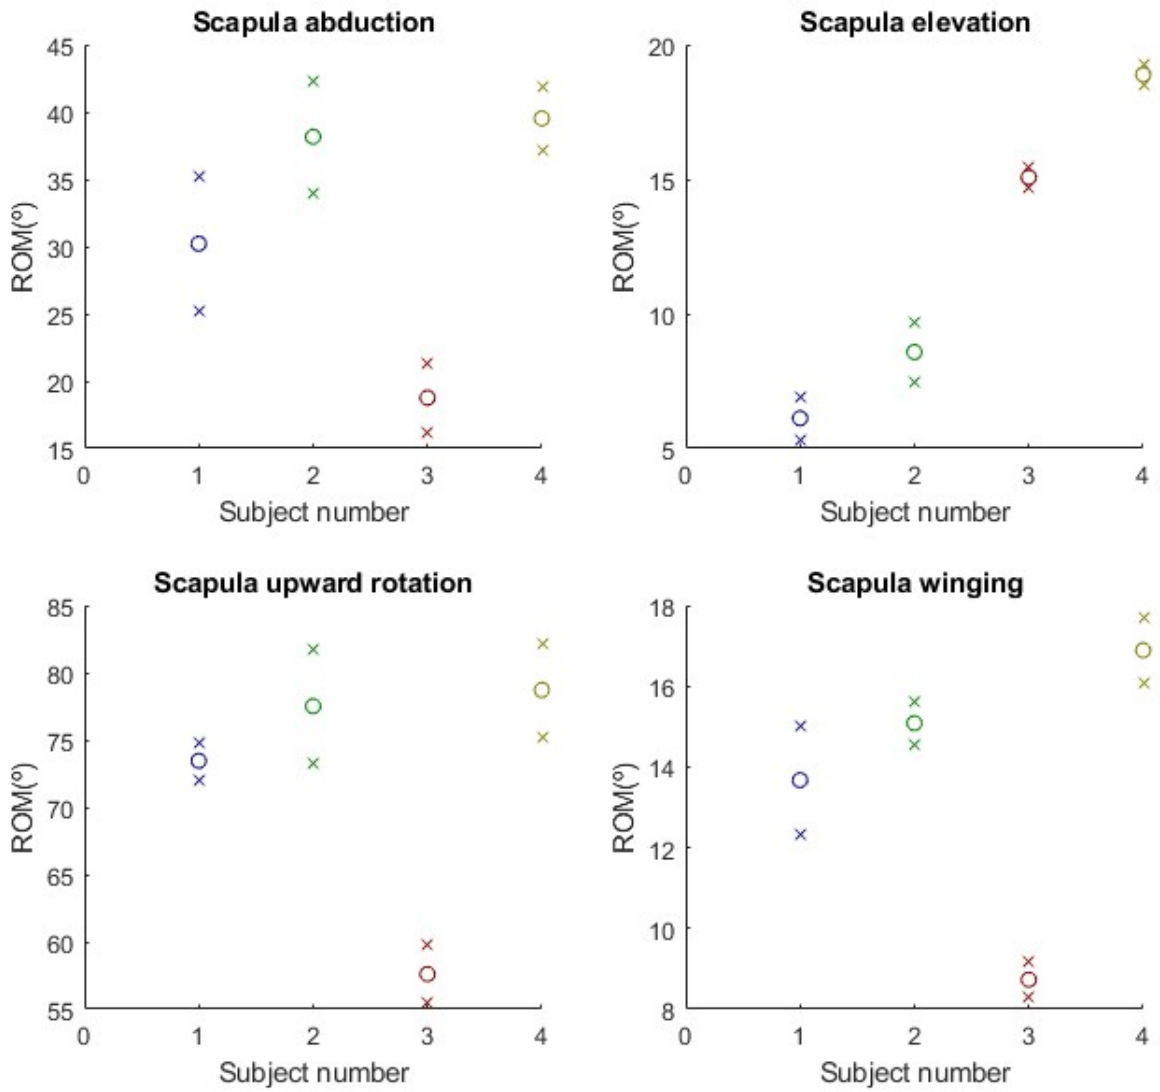 Scapula abduction
45
40
35
30
25
20
15
ROM(º)
0 1 2 3 4
Subject number
Scapula elevation
20
15
10
5
ROM(º)
0 1 2 3 4
Subject number
Scapula upward rotation
85
80
75
70
65
60
55
ROM(º)
0 1 2 3 4
Subject number
Scapula winging
18
16
14
12
10
8
ROM(º)
0 1 2 3 4
Subject number